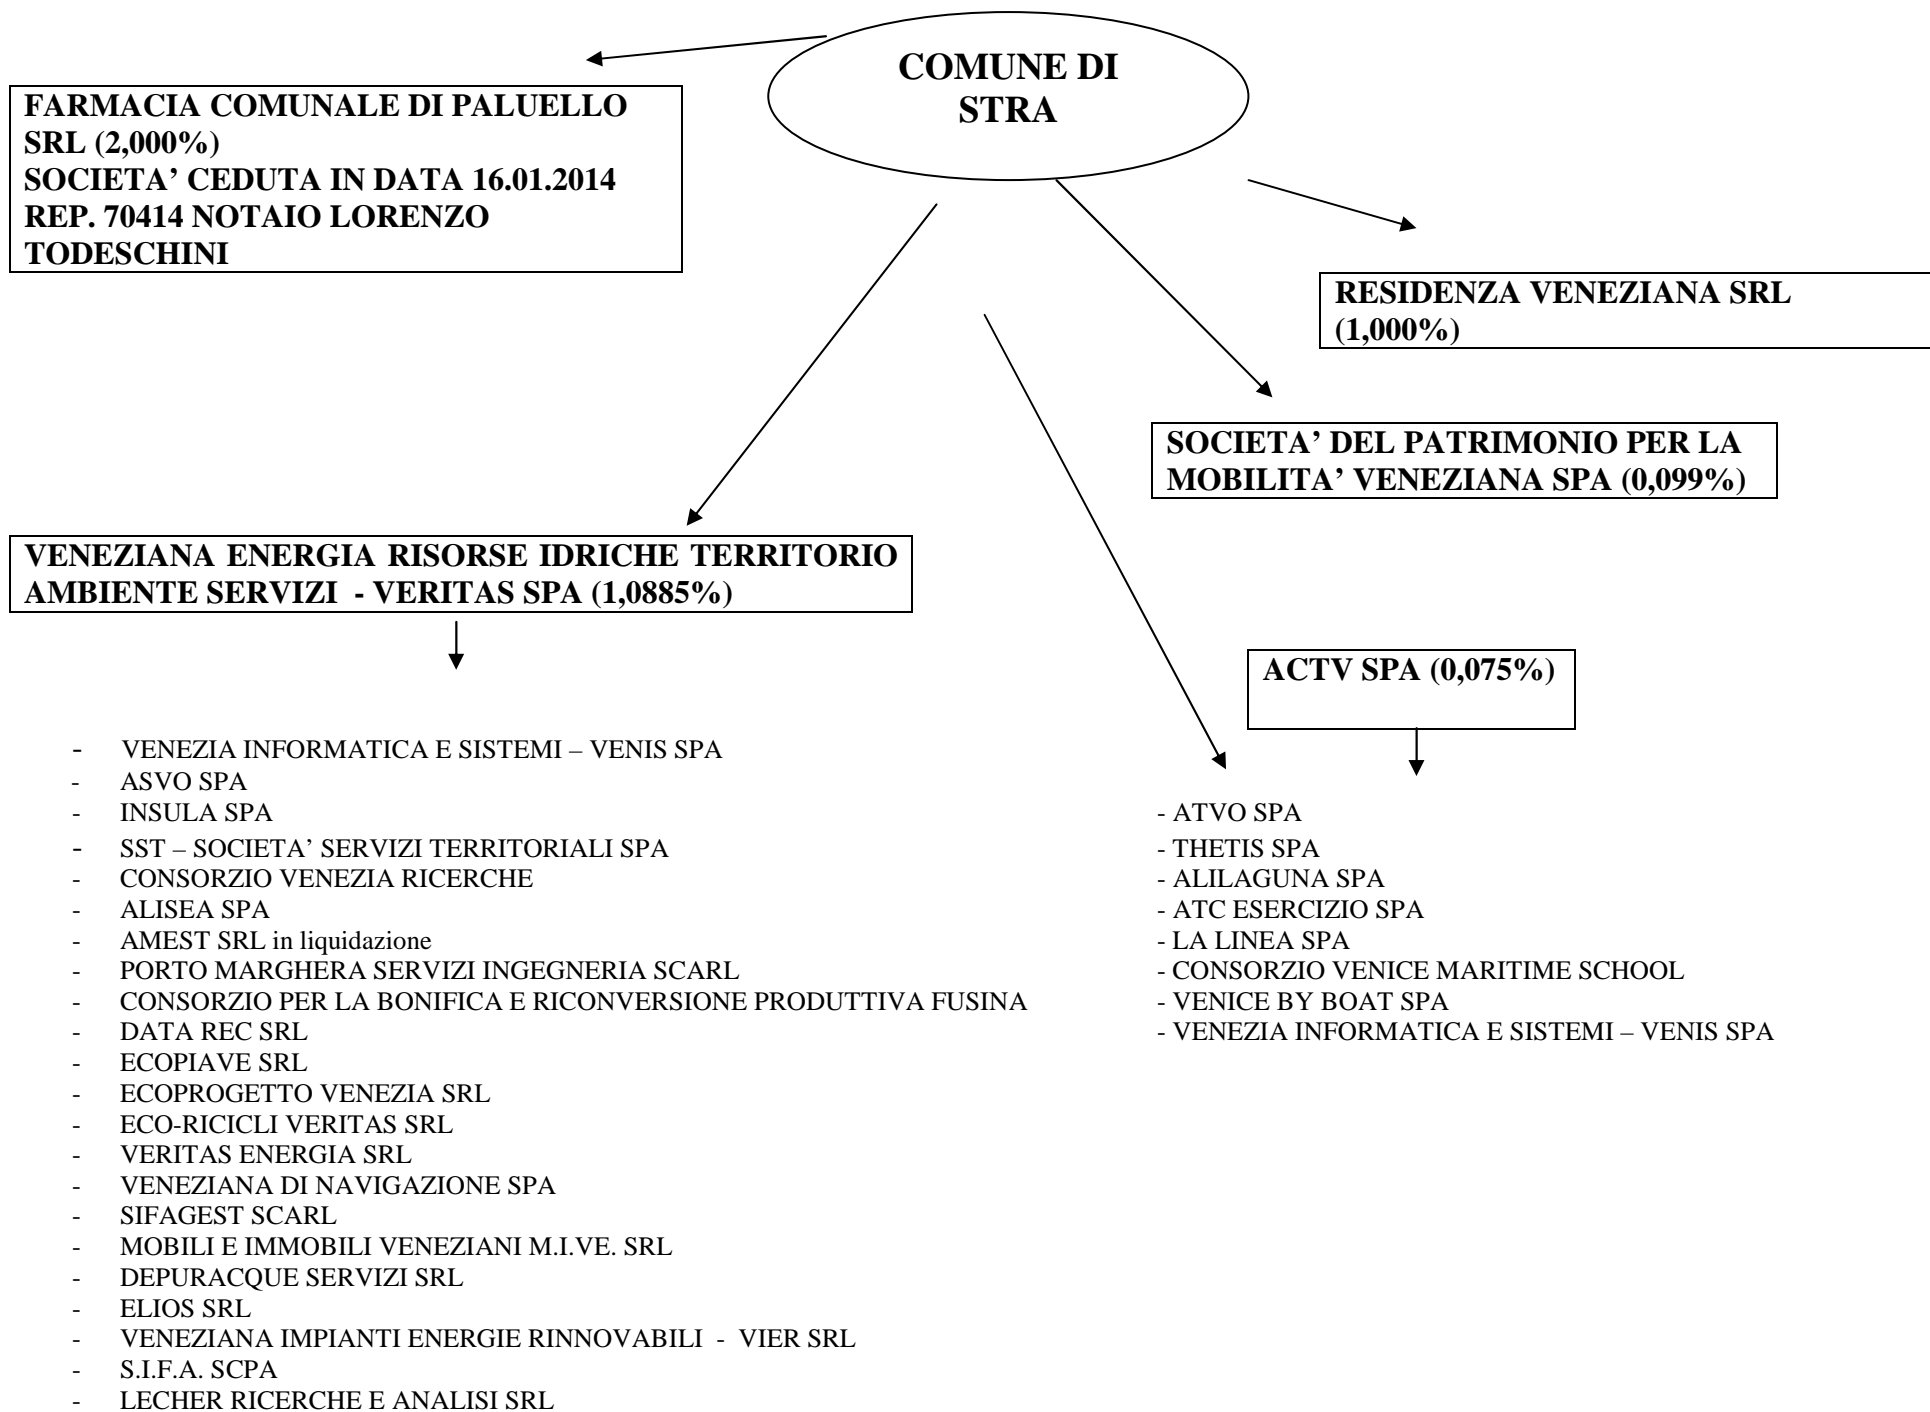 COMUNE DI
STRA
FARMACIA COMUNALE DI PALUELLO
SRL (2,000%)
SOCIETA’ CEDUTA IN DATA 16.01.2014
REP. 70414 NOTAIO LORENZO
TODESCHINI
RESIDENZA VENEZIANA SRL
(1,000%)
SOCIETA’ DEL PATRIMONIO PER LA
MOBILITA’ VENEZIANA SPA (0,099%)
VENEZIANA ENERGIA RISORSE IDRICHE TERRITORIO
AMBIENTE SERVIZI - VERITAS SPA (1,0885%)
ACTV SPA (0,075%)
- VENEZIA INFORMATICA E SISTEMI – VENIS SPA
- ASVO SPA
- INSULA SPA
- SST – SOCIETA’ SERVIZI TERRITORIALI SPA
- CONSORZIO VENEZIA RICERCHE
- ALISEA SPA
- AMEST SRL in liquidazione
- PORTO MARGHERA SERVIZI INGEGNERIA SCARL
- CONSORZIO PER LA BONIFICA E RICONVERSIONE PRODUTTIVA FUSINA
- DATA REC SRL
- ECOPIAVE SRL
- ECOPROGETTO VENEZIA SRL
- ECO-RICICLI VERITAS SRL
- VERITAS ENERGIA SRL
- VENEZIANA DI NAVIGAZIONE SPA
- SIFAGEST SCARL
- MOBILI E IMMOBILI VENEZIANI M.I.VE. SRL
- DEPURACQUE SERVIZI SRL
- ELIOS SRL
- VENEZIANA IMPIANTI ENERGIE RINNOVABILI - VIER SRL
- S.I.F.A. SCPA
- LECHER RICERCHE E ANALISI SRL
- ATVO SPA
- THETIS SPA
- ALILAGUNA SPA
- ATC ESERCIZIO SPA
- LA LINEA SPA
- CONSORZIO VENICE MARITIME SCHOOL
- VENICE BY BOAT SPA
- VENEZIA INFORMATICA E SISTEMI – VENIS SPA